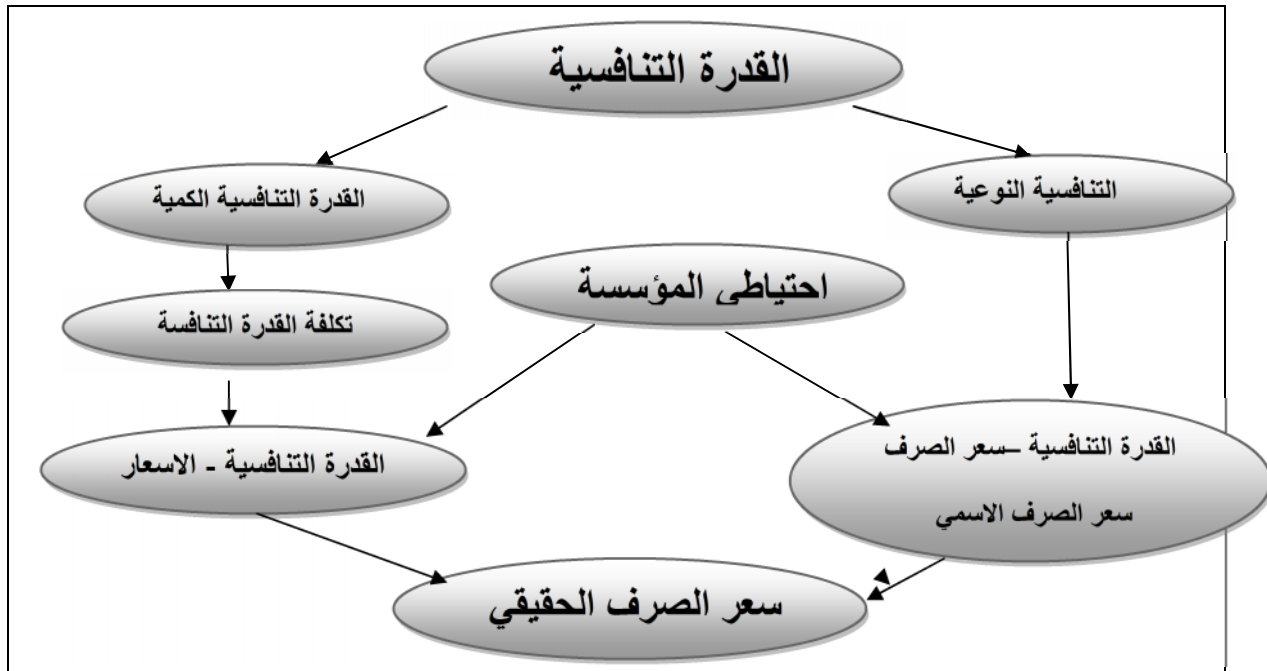 القدرة التنافسية
التنافسية النوعية
القدرة التنافسية الكمية
احتياطى المؤسسة
تكلفة القدرة التنافسة
القدرة التنافسية –سعر الصرف
سعر الصرف الاسمي
القدرة التنافسية - الاسعار
سعر الصرف الحقيقي